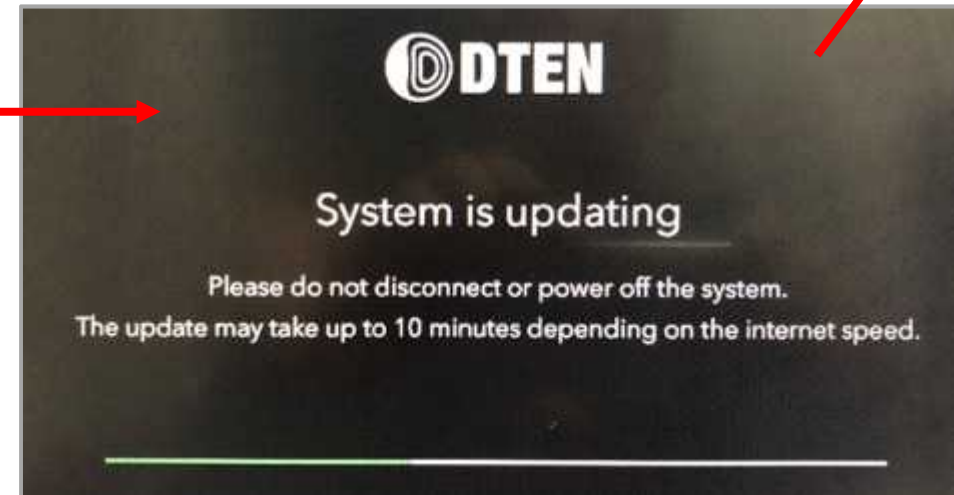 DTEN
System is updating
Please do not disconnect or power off the system.
The update may take up to 10 minutes depending on the internet speed.